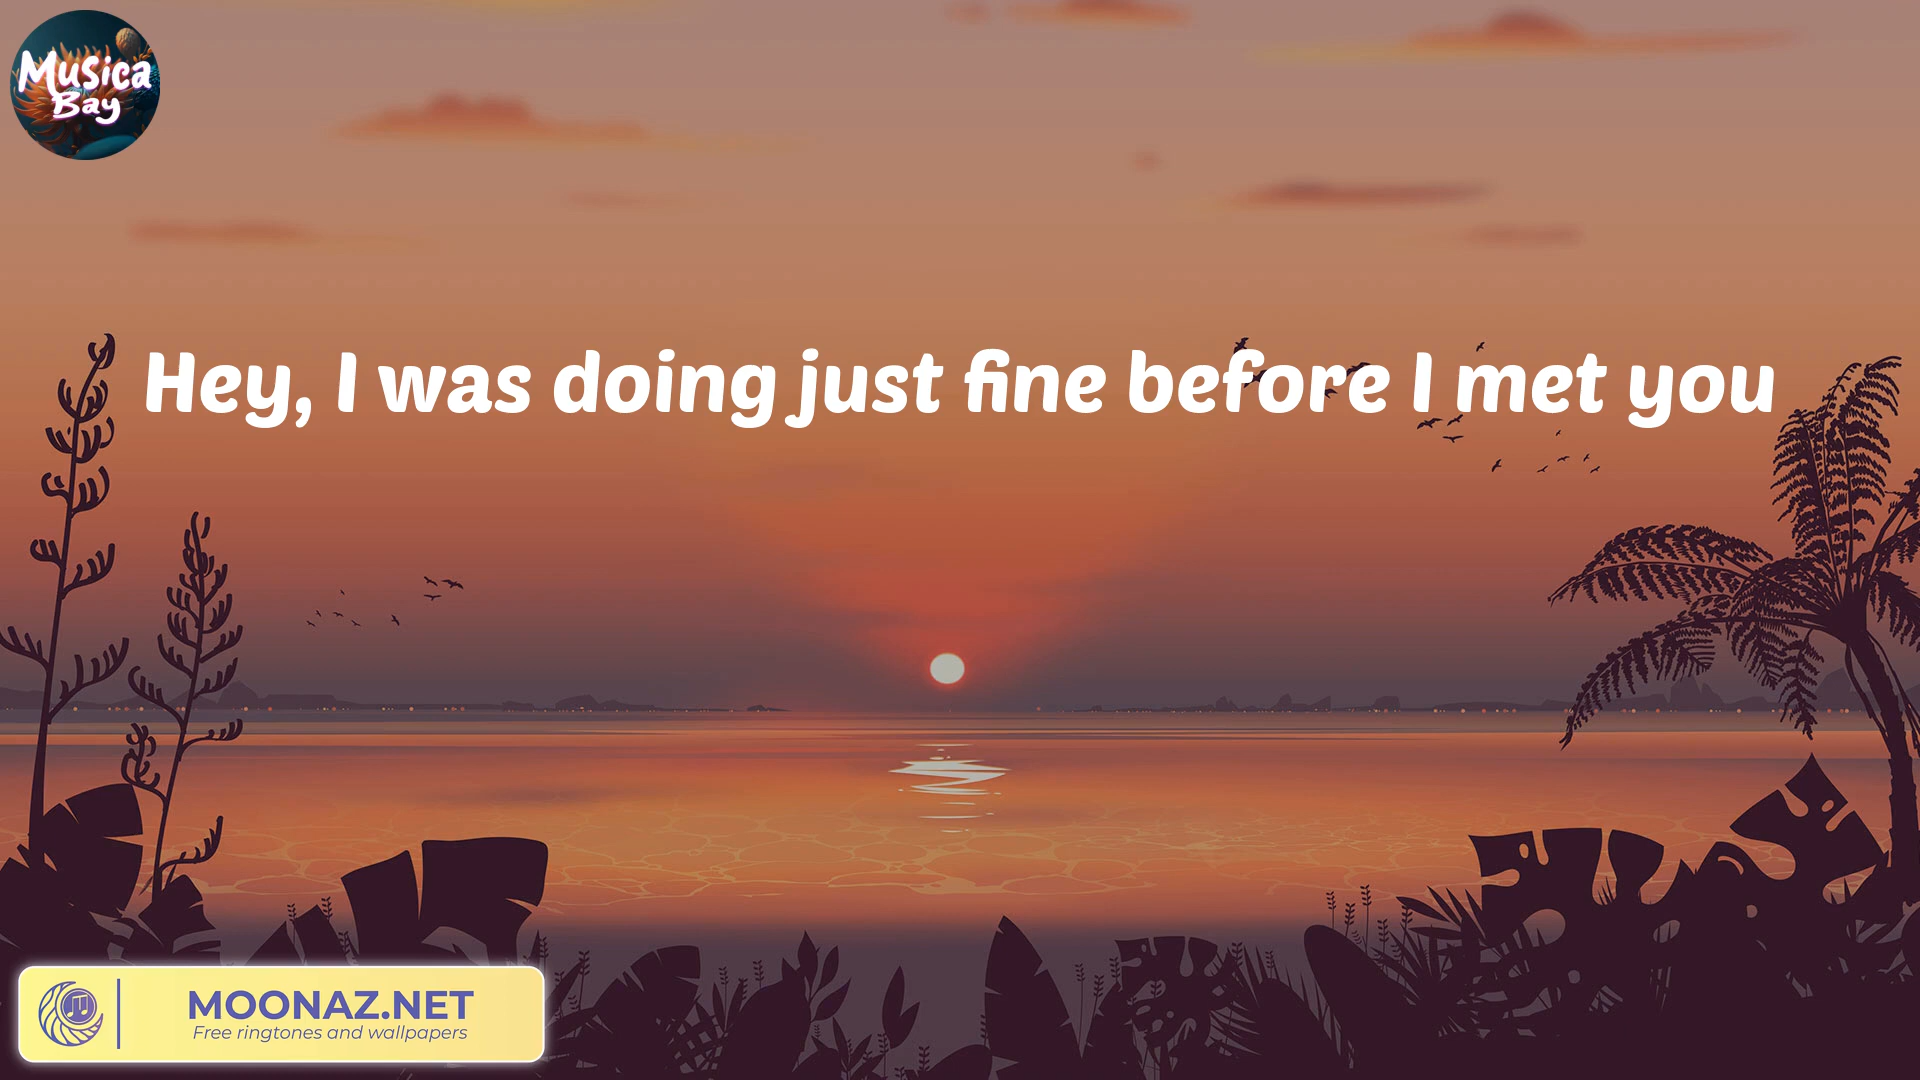 Musica
Bay
Hey, I was doing just fine before I met you
MOONAZ.NET
Free ringtones and wallpapers